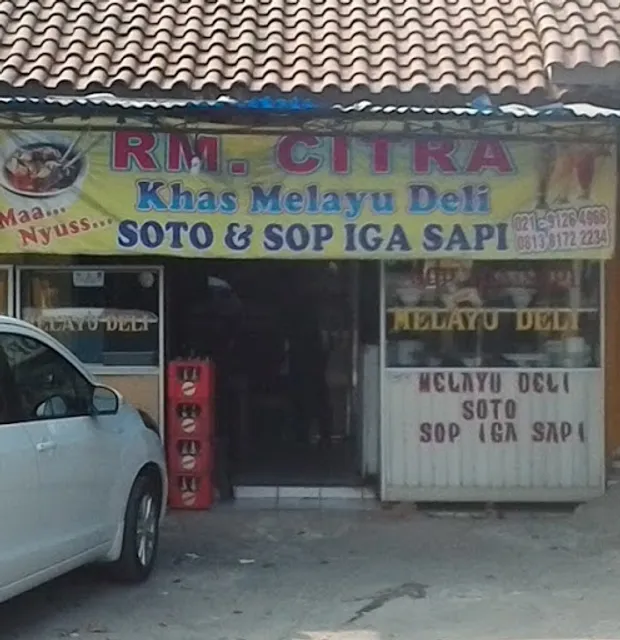 RM. CITRA
Khas Melayu Deli
Maa...
Nyuss...
SOTO & SOP IGA SAPI
021 - 9126 4966
0813 8172 2234
MELAYU DELI
MELAYU DELI
MELAYU DELI
SOTO
SOP IGA SAPI